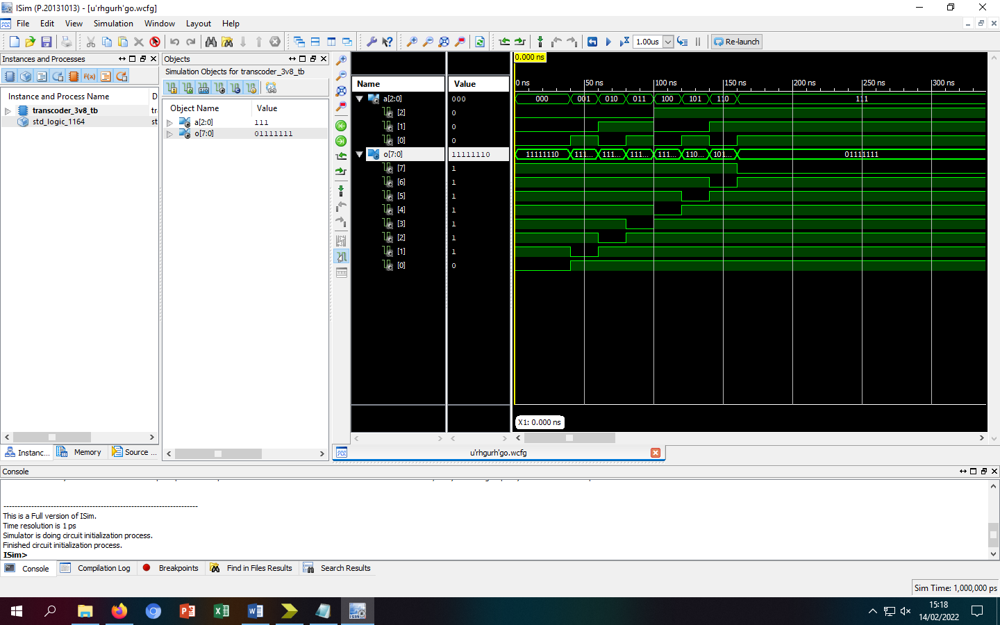 ISim (P.20131013) - [u'rhgurh'go.wcfg]
File Edit View Simulation Window Layout Help
1.00us Re-launch
Instances and Processes
Instance and Process Name D
transcoder_3v8_tb tr
std_logic_1164 st
Instanc... Memory Source ...
Objects
Simulation Objects for transcoder_3v8_tb
Object Name Value
a[2:0] 111
o[7:0] 01111111
Name Value
a[2:0] 000
[2] 0
[1] 0
[0] 0
o[7:0] 11111110
[7] 1
[6] 1
[5] 1
[4] 1
[3] 1
[2] 1
[1] 1
[0] 0
0.000 ns
0 ns 50 ns 100 ns 150 ns 200 ns 250 ns 300 ns
000 001 010 011 100 101 110 111
11111110 111... 111... 111... 111... 110... 101... 01111111
X1: 0.000 ns
u'rhgurh'go.wcfg
Console
This is a Full version of ISim.
Time resolution is 1 ps
Simulator is doing circuit initialization process.
Finished circuit initialization process.
ISim>
Console Compilation Log Breakpoints Find in Files Results Search Results
Sim Time: 1,000,000 ps
15:18
14/02/2022